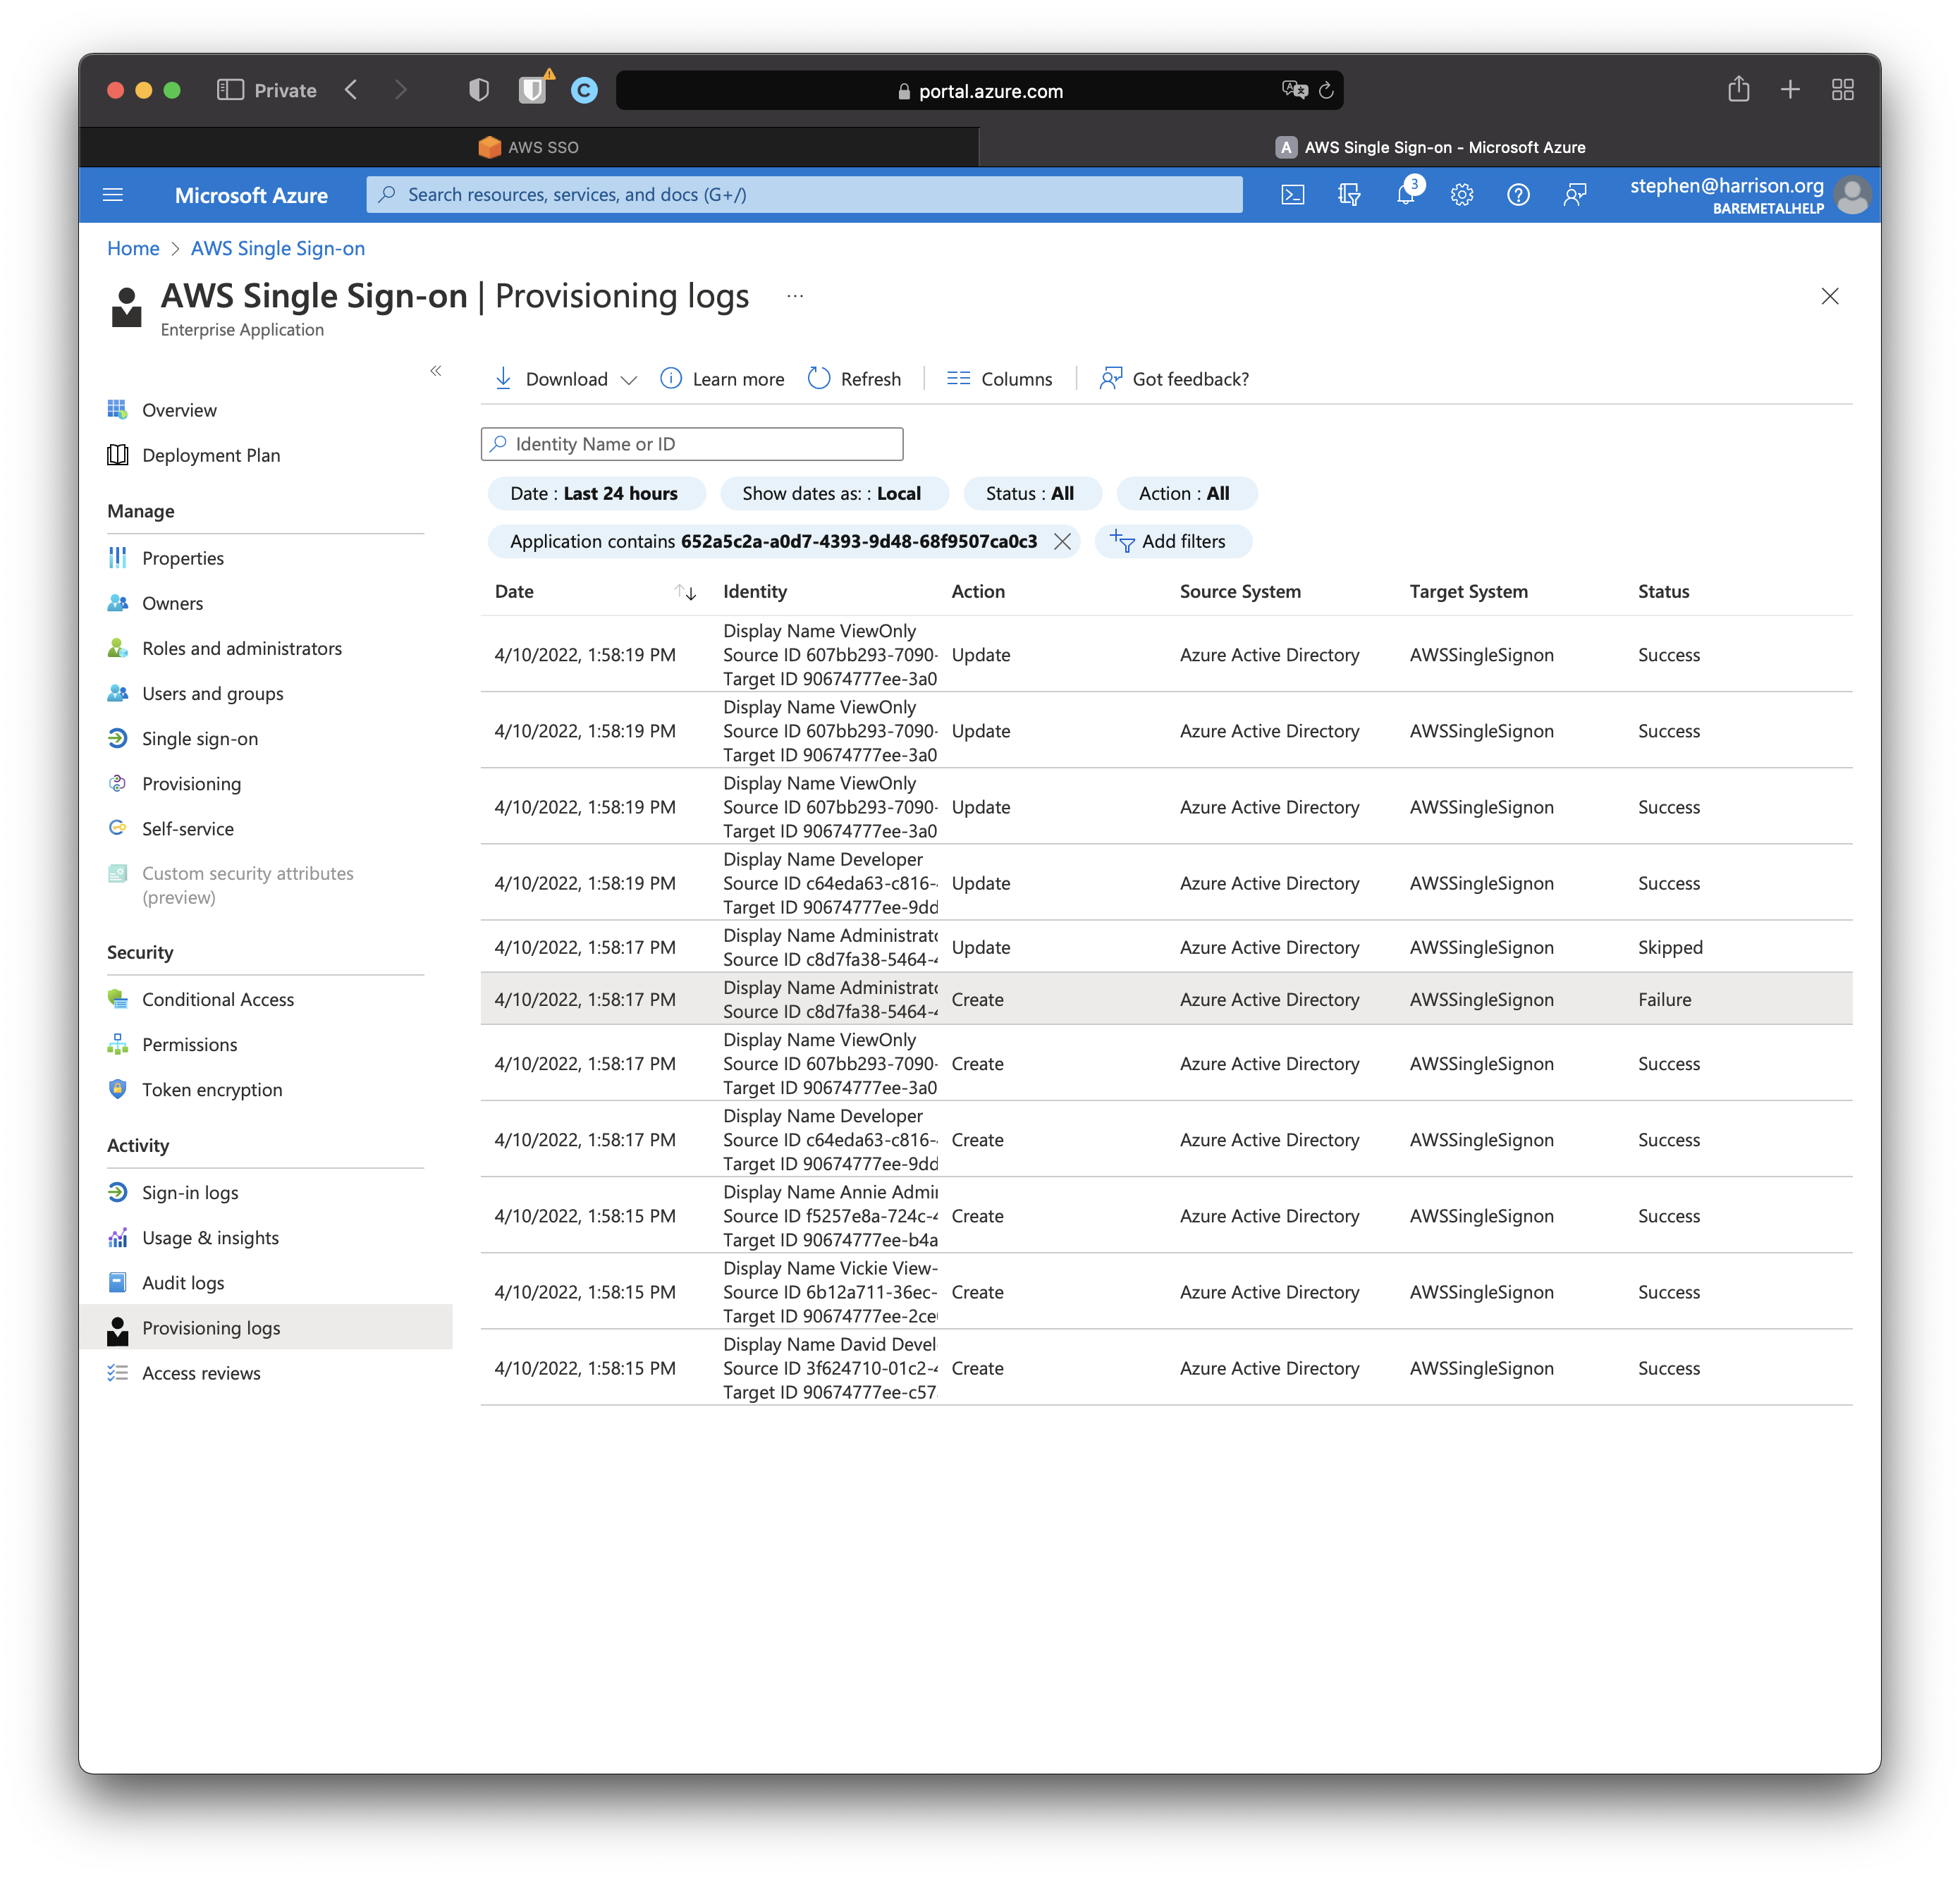 Private
portal.azure.com
AWS SSO
A AWS Single Sign-on - Microsoft Azure
Microsoft Azure
Search resources, services, and docs (G+/)
3
stephen@harrison.org
BAREMETALHELP
Home > AWS Single Sign-on
AWS Single Sign-on | Provisioning logs ...
Enterprise Application
«
Overview
Deployment Plan
Manage
Properties
Owners
Roles and administrators
Users and groups
Single sign-on
Provisioning
Self-service
Custom security attributes
(preview)
Security
Conditional Access
Permissions
Token encryption
Activity
Sign-in logs
Usage & insights
Audit logs
Provisioning logs
Access reviews
Download Learn more Refresh Columns Got feedback?
Identity Name or ID
Date : Last 24 hours Show dates as: : Local Status : All Action : All
Application contains 652a5c2a-a0d7-4393-9d48-68f9507ca0c3 Add filters
Date Identity Action Source System Target System Status
Display Name ViewOnly
4/10/2022, 1:58:19 PM Source ID 607bb293-7090- Update Azure Active Directory AWSSingleSignon Success
Target ID 90674777ee-3a0
Display Name ViewOnly
4/10/2022, 1:58:19 PM Source ID 607bb293-7090- Update Azure Active Directory AWSSingleSignon Success
Target ID 90674777ee-3a0
Display Name ViewOnly
4/10/2022, 1:58:19 PM Source ID 607bb293-7090- Update Azure Active Directory AWSSingleSignon Success
Target ID 90674777ee-3a0
Display Name Developer
4/10/2022, 1:58:19 PM Source ID c64eda63-c816- Update Azure Active Directory AWSSingleSignon Success
Target ID 90674777ee-9dd
Display Name Administrato
4/10/2022, 1:58:17 PM Update Azure Active Directory AWSSingleSignon Skipped
Source ID c8d7fa38-5464-4
Display Name Administrato
4/10/2022, 1:58:17 PM Create Azure Active Directory AWSSingleSignon Failure
Source ID c8d7fa38-5464-4
Display Name ViewOnly
4/10/2022, 1:58:17 PM Source ID 607bb293-7090- Create Azure Active Directory AWSSingleSignon Success
Target ID 90674777ee-3a0
Display Name Developer
4/10/2022, 1:58:17 PM Source ID c64eda63-c816- Create Azure Active Directory AWSSingleSignon Success
Target ID 90674777ee-9dd
Display Name Annie Admin
4/10/2022, 1:58:15 PM Source ID f5257e8a-724c-4 Create Azure Active Directory AWSSingleSignon Success
Target ID 90674777ee-b4a
Display Name Vickie View-
4/10/2022, 1:58:15 PM Source ID 6b12a711-36ec- Create Azure Active Directory AWSSingleSignon Success
Target ID 90674777ee-2ce
Display Name David Devel
4/10/2022, 1:58:15 PM Source ID 3f624710-01c2-4 Create Azure Active Directory AWSSingleSignon Success
Target ID 90674777ee-c57